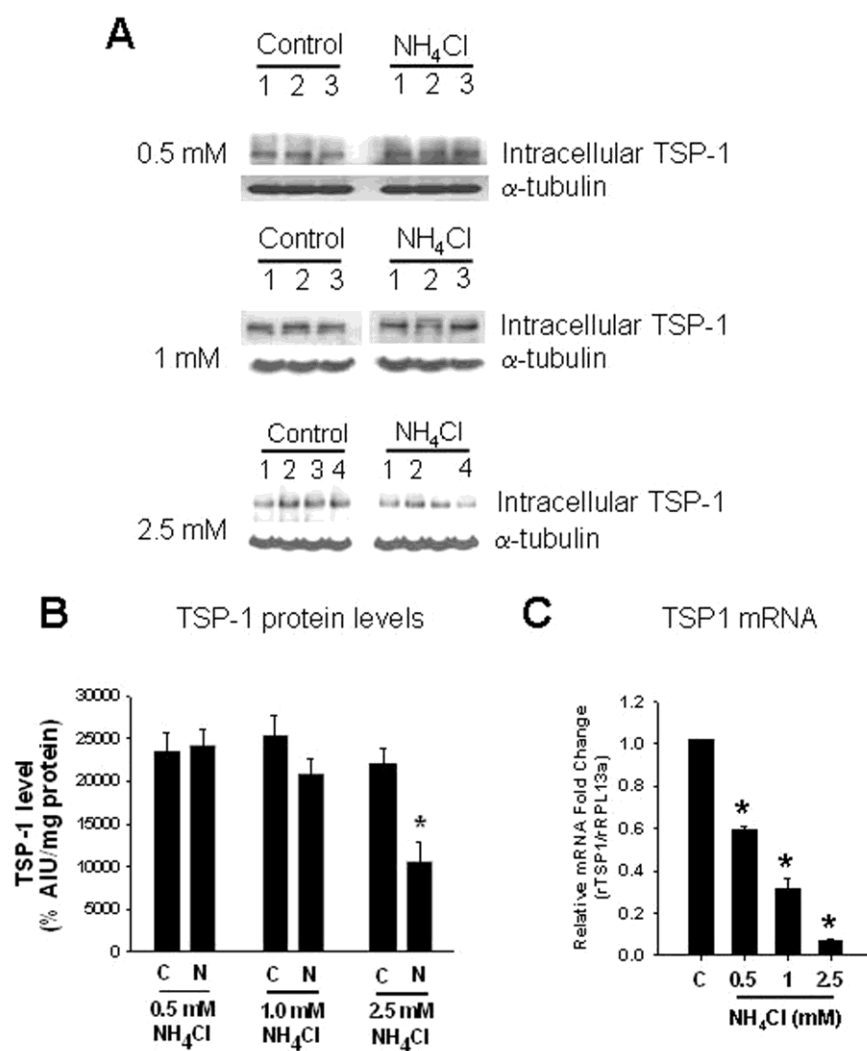 A
Control NH₄Cl
1 2 3 1 2 3
0.5 mM Intracellular TSP-1
α-tubulin
Control NH₄Cl
1 2 3 1 2 3
1 mM Intracellular TSP-1
α-tubulin
Control NH₄Cl
1 2 3 4 1 2 4
2.5 mM Intracellular TSP-1
α-tubulin
B TSP-1 protein levels
TSP-1 level
(% AIU/mg protein)
30000
25000
20000
15000
10000
5000
0
*
C N C N C N
0.5 mM 1.0 mM 2.5 mM
NH₄Cl NH₄Cl NH₄Cl
C TSP1 mRNA
Relative mRNA Fold Change
(rTSP1/rRPL13a)
1.2
1.0
0.8
0.6
0.4
0.2
0.0
* * *
C 0.5 1 2.5
NH₄Cl (mM)